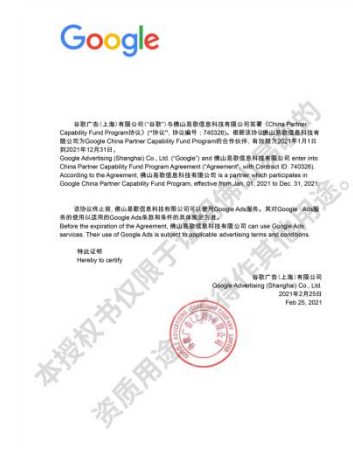 Google
谷歌广告(上海)有限公司("谷歌")与佛山易歌信息科技有限公司签署《China Partner
Capability Fund Program协议》("协议", 协议编号：740326)。根据该协议佛山易歌信息科技有
限公司为Google China Partner Capability Fund Program的合作伙伴, 有效期为2021年1月1日
到2021年12月31日。
Google Advertising (Shanghai) Co., Ltd. ("Google") and 佛山易歌信息科技有限公司 enter into
China Partner Capability Fund Program Agreement ("Agreement", with Contract ID: 740326).
According to the Agreement, 佛山易歌信息科技有限公司 is a partner which participates in
Google China Partner Capability Fund Program, effective from Jan. 01, 2021 to Dec. 31, 2021.
该协议终止前, 佛山易歌信息科技有限公司可以使用Google Ads服务。其对Google Ads服
务的使用以适用的Google Ads条款和条件的具体规定为准。
Before the expiration of the Agreement, 佛山易歌信息科技有限公司 can use Google Ads
services. Their use of Google Ads is subject to applicable advertising terms and conditions.
特此证明
Hereby to certify
谷歌广告(上海)有限公司
Google Advertising (Shanghai) Co., Ltd.
2021年2月25日
Feb 25, 2021
本授权书仅限于
资质用途
其他用途。